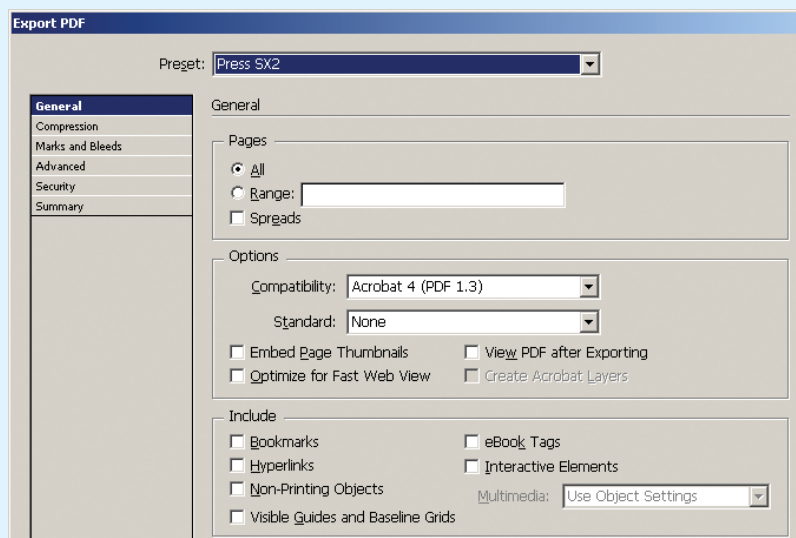 Export PDF
Preset: Press SX2
General
Compression
Marks and Bleeds
Advanced
Security
Summary
General
Pages
All
Range:
Spreads
Options
Compatibility: Acrobat 4 (PDF 1.3)
Standard: None
Embed Page Thumbnails View PDF after Exporting
Optimize for Fast Web View Create Acrobat Layers
Include
Bookmarks eBook Tags
Hyperlinks Interactive Elements
Non-Printing Objects Multimedia: Use Object Settings
Visible Guides and Baseline Grids